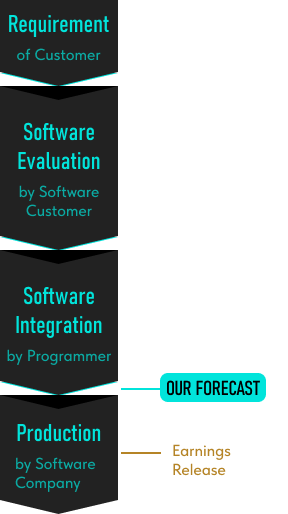 Requirement
of Customer
Software
Evaluation
by Software
Customer
Software
Integration
by Programmer
OUR FORECAST
Production
by Software
Company
Earnings
Release